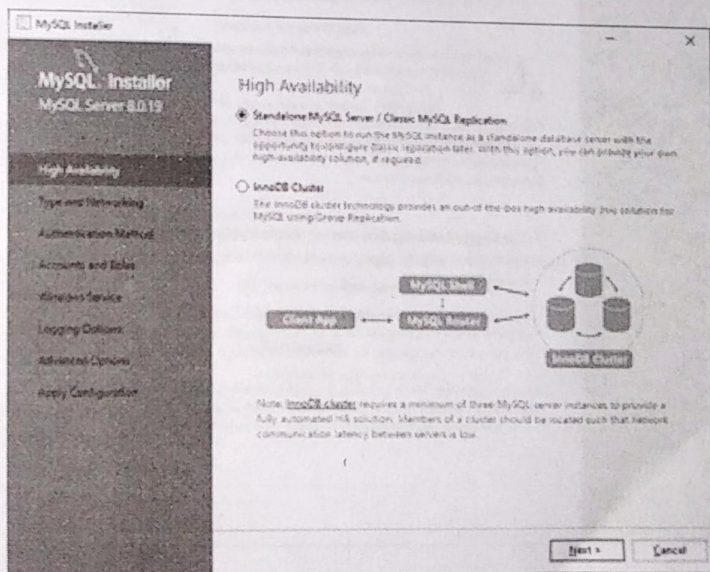 MySQL Installer
MySQL Installer
MySQL Server 8.0.19
High Availability
Type and Networking
Authentication Method
Accounts and Roles
Windows Service
Logging Options
Advanced Options
Apply Configuration
High Availability
Standalone MySQL Server / Classic MySQL Replication
Choose this option to run the MySQL instance as a standalone database server with the
opportunity to configure classic replication later. With this option, you can provide your own
high-availability solution, if required.
InnoDB Cluster
The InnoDB cluster technology provides an out-of-the-box high availability (HA) solution for
MySQL using Group Replication.
MySQL Shell
Client App
MySQL Router
InnoDB Cluster
Note: InnoDB cluster requires a minimum of three MySQL server instances to provide a
fully automated HA solution. Members of a cluster should be located such that network
communication latency between servers is low.
Next >
Cancel